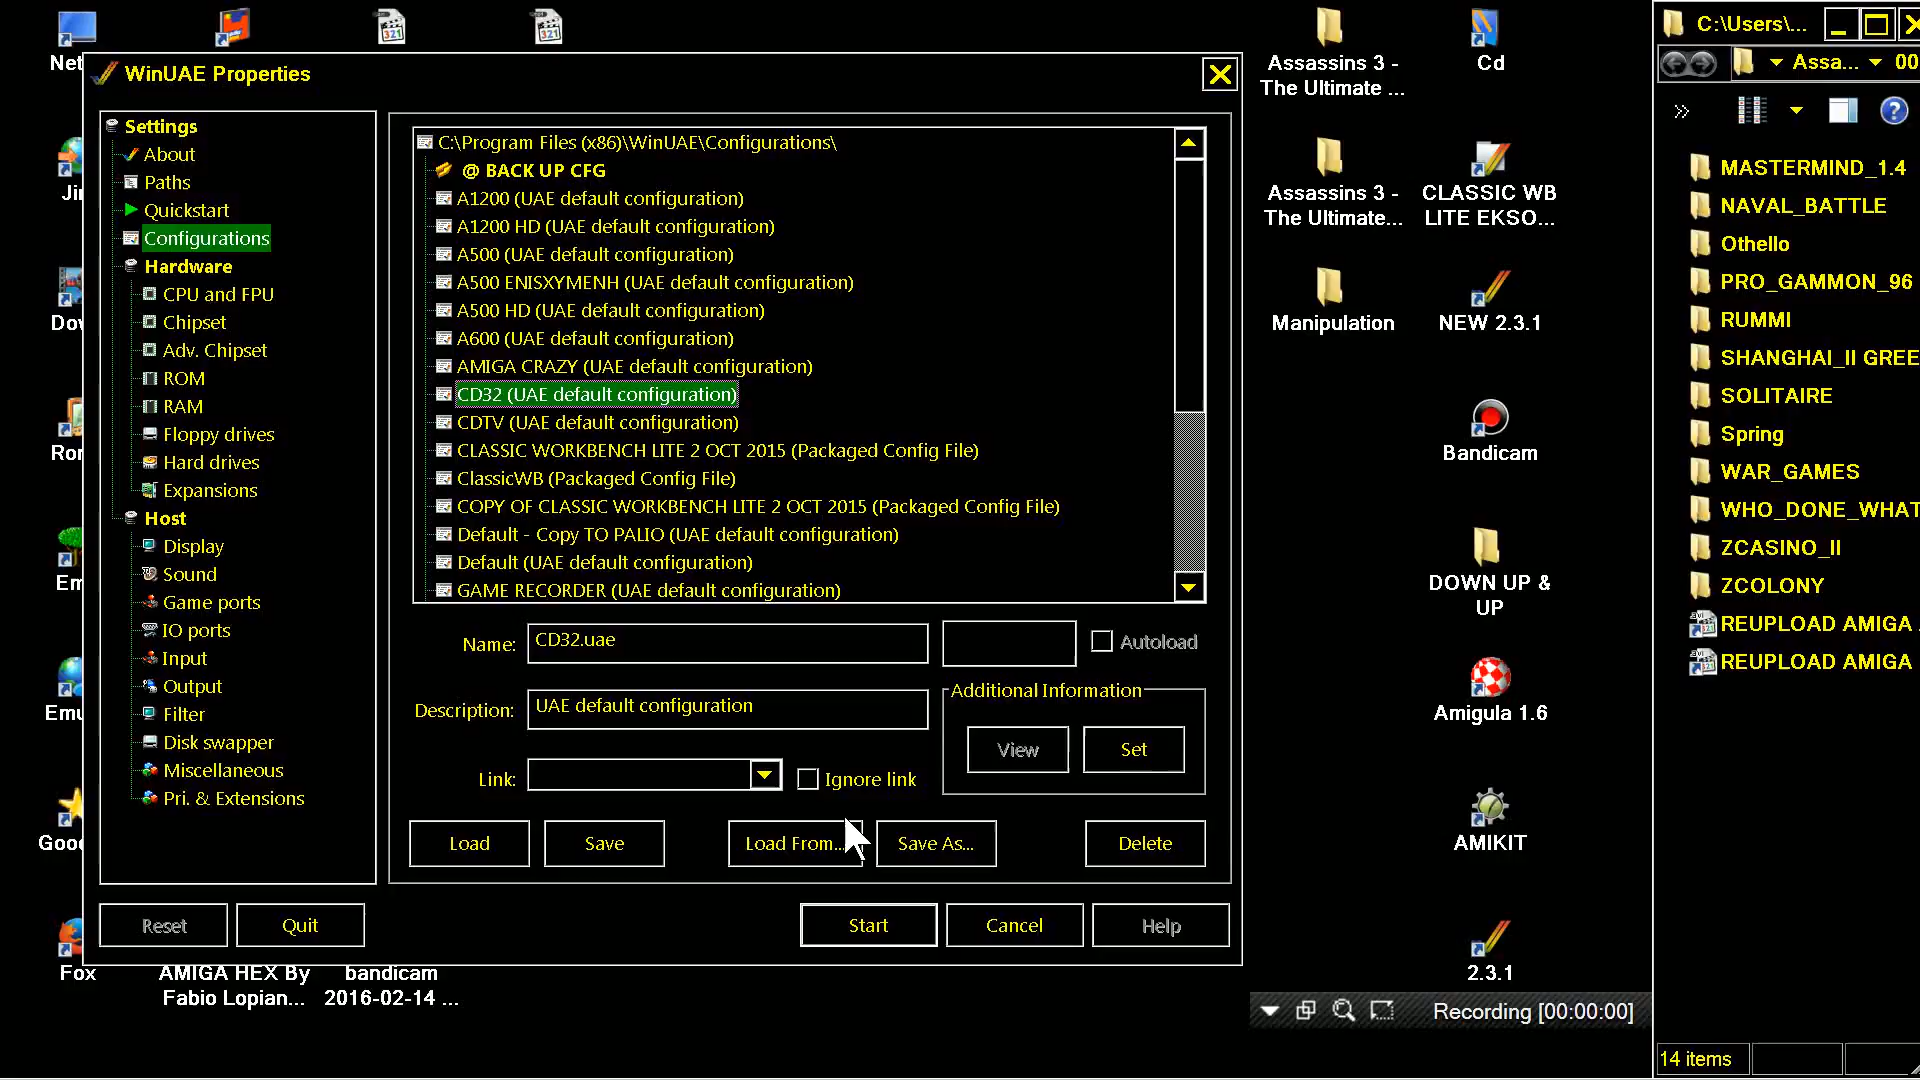 WinUAE Properties
Settings
About
Paths
Quickstart
Configurations
Hardware
CPU and FPU
Chipset
Adv. Chipset
ROM
RAM
Floppy drives
Hard drives
Expansions
Host
Display
Sound
Game ports
IO ports
Input
Output
Filter
Disk swapper
Miscellaneous
Pri. & Extensions
C:\Program Files (x86)\WinUAE\Configurations\
@ BACK UP CFG
A1200 (UAE default configuration)
A1200 HD (UAE default configuration)
A500 (UAE default configuration)
A500 ENISXYMENH (UAE default configuration)
A500 HD (UAE default configuration)
A600 (UAE default configuration)
AMIGA CRAZY (UAE default configuration)
CD32 (UAE default configuration)
CDTV (UAE default configuration)
CLASSIC WORKBENCH LITE 2 OCT 2015 (Packaged Config File)
ClassicWB (Packaged Config File)
COPY OF CLASSIC WORKBENCH LITE 2 OCT 2015 (Packaged Config File)
Default - Copy TO PALIO (UAE default configuration)
Default (UAE default configuration)
GAME RECORDER (UAE default configuration)
Name: CD32.uae
Autoload
Description: UAE default configuration
Additional Information
View Set
Link:
Ignore link
Load Save Load From... Save As... Delete
Reset Quit Start Cancel Help
Net
Jin
Dov
Ron
Em
Emu
Good
Fox
AMIGA HEX By
Fabio Lopian...
bandicam
2016-02-14 ...
Assassins 3 -
The Ultimate ...
Cd
Assassins 3 -
The Ultimate...
CLASSIC WB
LITE EKSO...
Manipulation
NEW 2.3.1
Bandicam
DOWN UP &
UP
Amigula 1.6
AMIKIT
2.3.1
Recording [00:00:00]
C:\Users\...
Assa... 00
MASTERMIND_1.4
NAVAL_BATTLE
Othello
PRO_GAMMON_96
RUMMI
SHANGHAI_II GREE
SOLITAIRE
Spring
WAR_GAMES
WHO_DONE_WHAT
ZCASINO_II
ZCOLONY
REUPLOAD AMIGA
REUPLOAD AMIGA
14 items